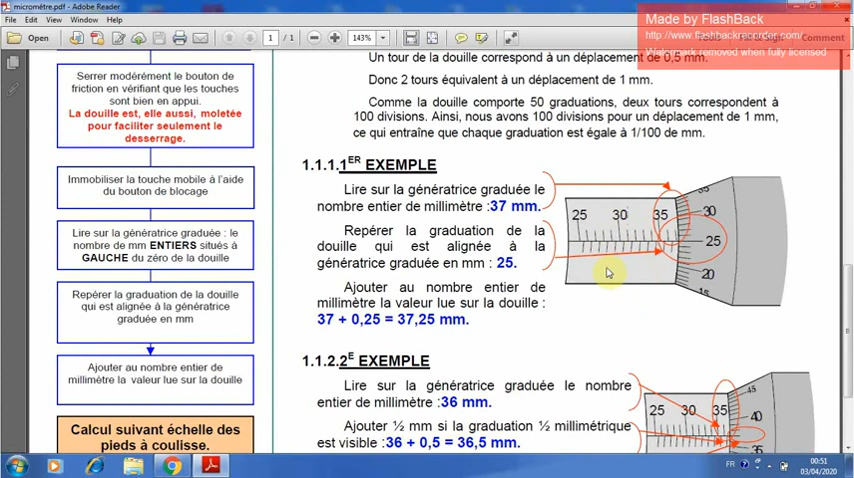 micrométre.pdf - Adobe Reader
File Edit View Window Help
Open
1 / 1
143%
Comment
Made by FlashBack
http://www.flashbackrecorder.com/
Watermark removed when fully licensed
Serrer modérément le bouton de
friction en vérifiant que les touches
sont bien en appui.
La douille est, elle aussi, moletée
pour faciliter seulement le
desserrage.
Immobiliser la touche mobile à l'aide
du bouton de blocage
Lire sur la génératrice graduée : le
nombre de mm ENTIERS situés à
GAUCHE du zéro de la douille
Repérer la graduation de la douille
qui est alignée à la génératrice
graduée en mm
Ajouter au nombre entier de
millimètre la valeur lue sur la douille
Calcul suivant échelle des
pieds à coulisse.
Un tour de la douille correspond à un déplacement de 0,5 mm.
Donc 2 tours équivalent à un déplacement de 1 mm.
Comme la douille comporte 50 graduations, deux tours correspondent à
100 divisions. Ainsi, nous avons 100 divisions pour un déplacement de 1 mm,
ce qui entraîne que chaque graduation est égale à 1/100 de mm.
1.1.1.1ER EXEMPLE
Lire sur la génératrice graduée le
nombre entier de millimètre :37 mm.
Repérer la graduation de la
douille qui est alignée à la
génératrice graduée en mm : 25.
Ajouter au nombre entier de
millimètre la valeur lue sur la douille :
37 + 0,25 = 37,25 mm.
25 30 35
35
30
25
20
15
1.1.2.2E EXEMPLE
Lire sur la génératrice graduée le nombre
entier de millimètre :36 mm.
Ajouter ½ mm si la graduation ½ millimétrique
est visible : 36 + 0,5 = 36,5 mm.
25 30 35
45
40
35
FR
00:51
03/04/2020